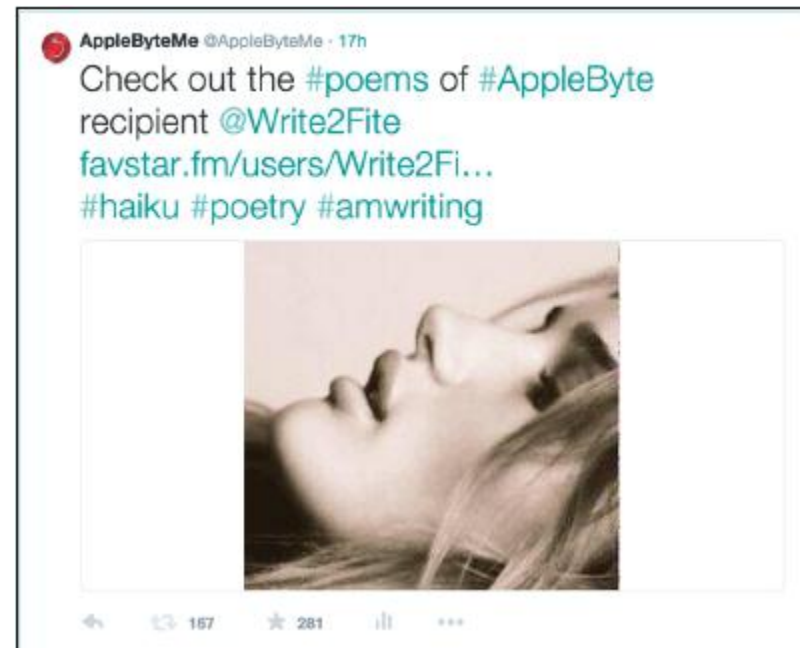 AppleByteMe @AppleByteMe · 17h
Check out the #poems of #AppleByte
recipient @Write2Fite
favstar.fm/users/Write2Fi...
#haiku #poetry #amwriting
167 281